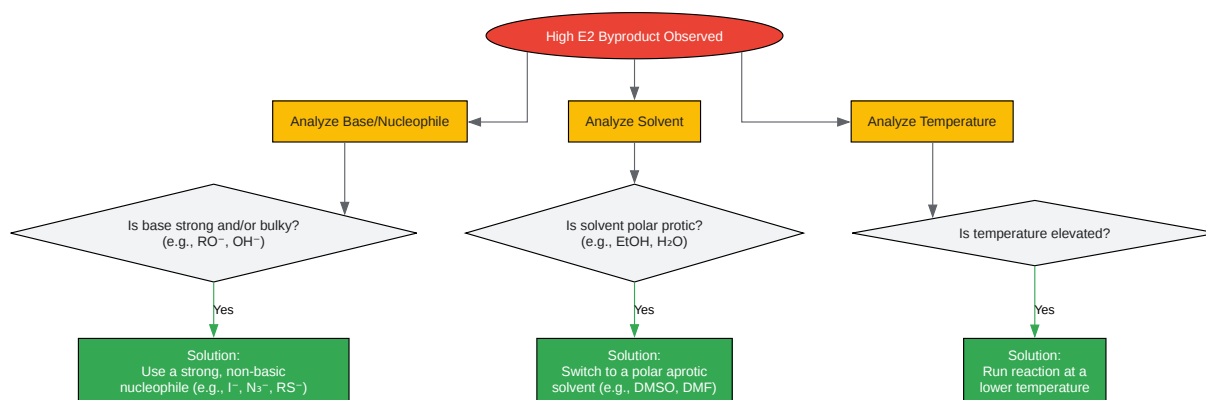 High E2 Byproduct Observed
Analyze Base/Nucleophile
Analyze Solvent
Analyze Temperature
Is base strong and/or bulky?
(e.g., RO⁻, OH⁻)
Is solvent polar protic?
(e.g., EtOH, H₂O)
Is temperature elevated?
Yes
Yes
Yes
Solution:
Use a strong, non-basic
nucleophile (e.g., I⁻, N₃⁻, RS⁻)
Solution:
Switch to a polar aprotic
solvent (e.g., DMSO, DMF)
Solution:
Run reaction at a
lower temperature